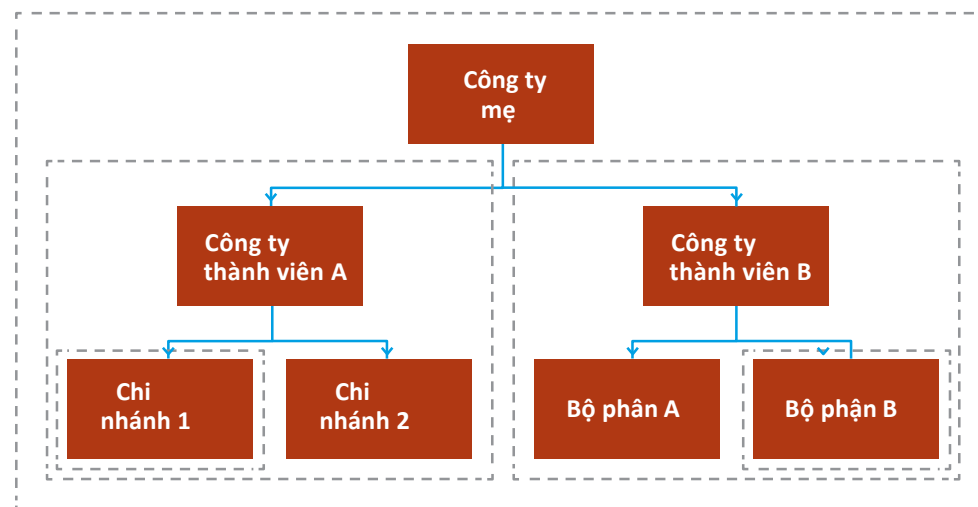 Công ty
mẹ
Công ty
thành viên A
Công ty
thành viên B
Chi
nhánh 1
Chi
nhánh 2
Bộ phân A
Bộ phận B